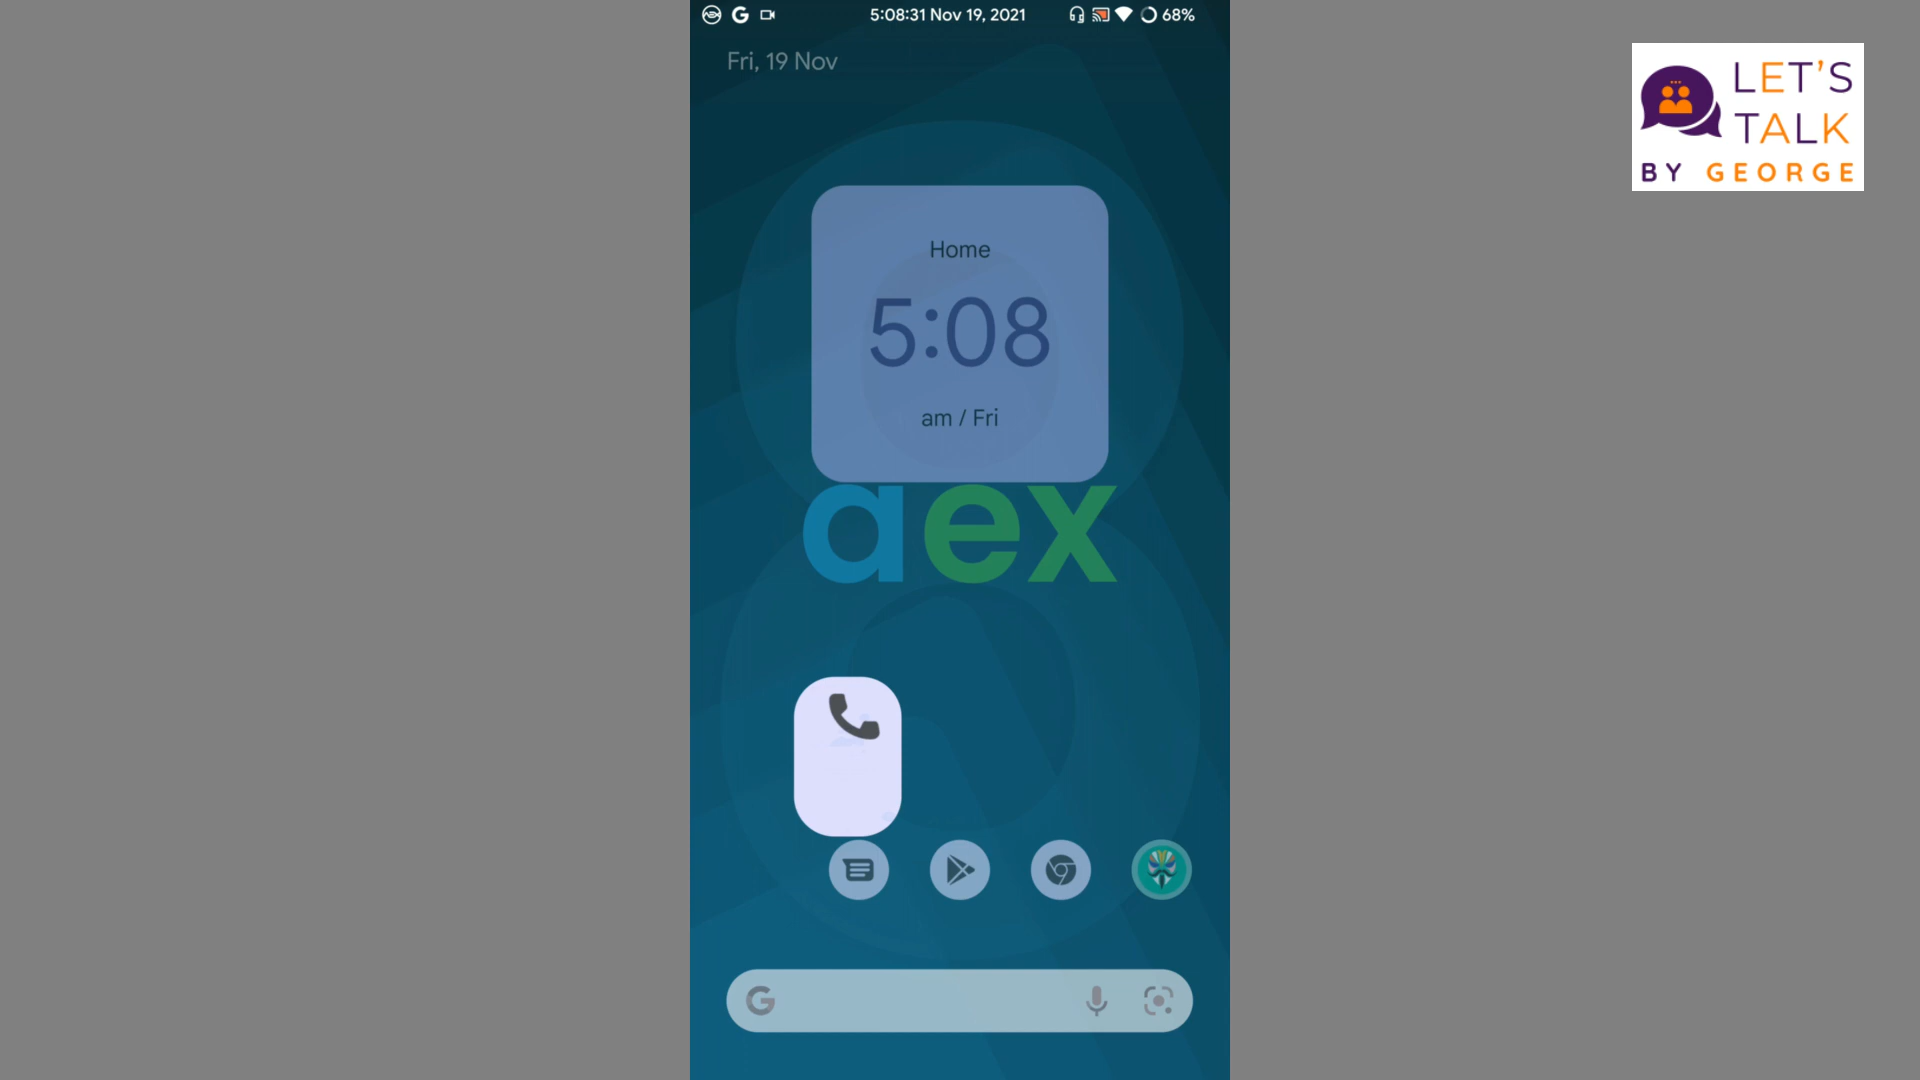 5:08:31 Nov 19, 2021
68%
Fri, 19 Nov
Home
5:08
am / Fri
aex
LET'S
TALK
BY GEORGE